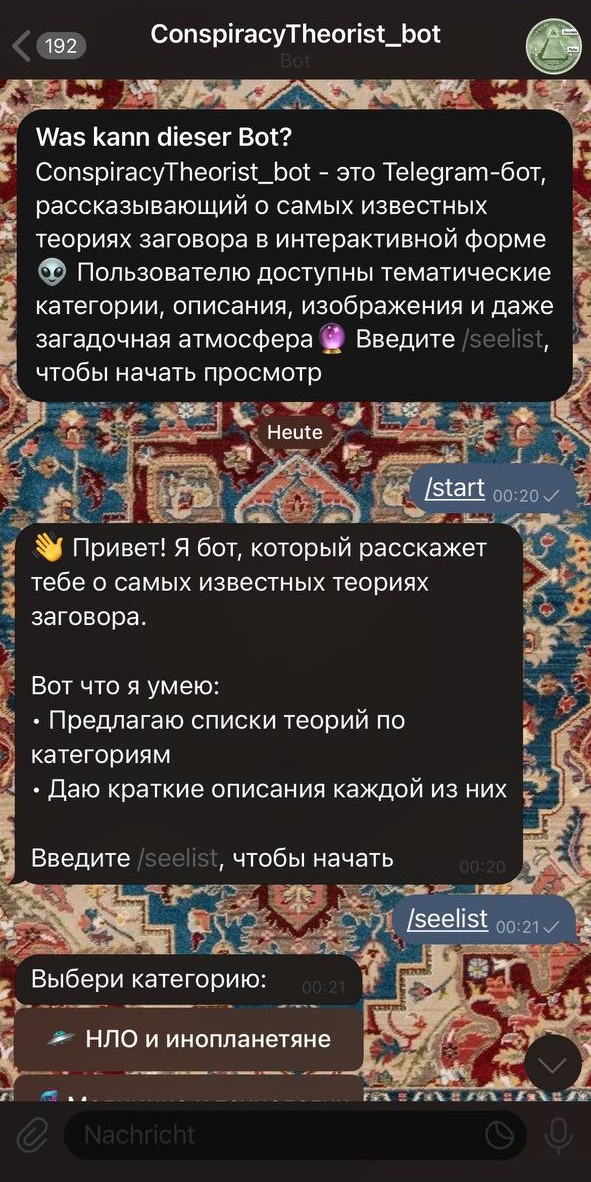 192
ConspiracyTheorist_bot
Bot
Was kann dieser Bot?
ConspiracyTheorist_bot - это Telegram-бот,
рассказывающий о самых известных
теориях заговора в интерактивной форме
👽 Пользователю доступны тематические
категории, описания, изображения и даже
загадочная атмосфера🔮 Введите /seelist,
чтобы начать просмотр
Heute
/start 00:20
👋 Привет! Я бот, который расскажет
тебе о самых известных теориях
заговора.
Вот что я умею:
• Предлагаю списки теорий по
категориям
• Даю краткие описания каждой из них
Введите /seelist, чтобы начать 00:20
/seelist 00:21
Выбери категорию: 00:21
🛸 НЛО и инопланетяне
Nachricht